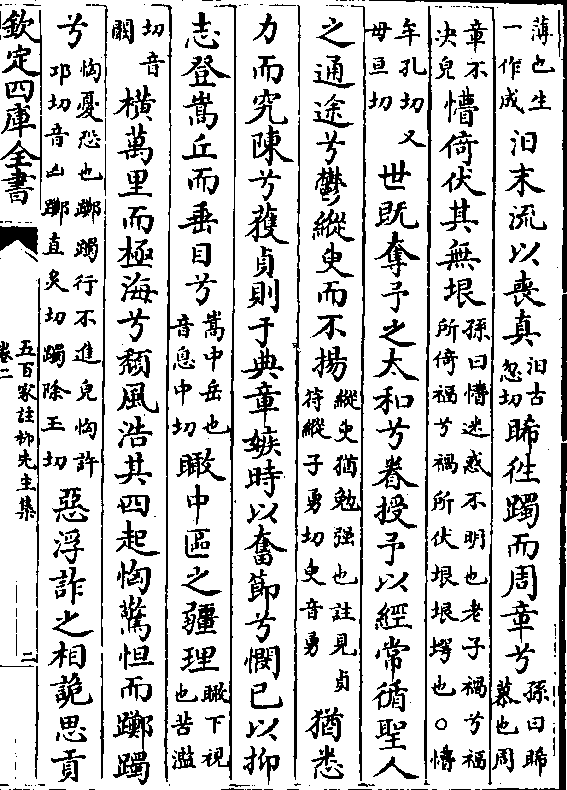 薄也生一作成汨末流以喪真汩古忽切睎往躅而周章兮孫曰睎慕也周
章不決皃懵倚伏其無垠孫曰懵迷惑不明也老子禍兮福所倚福兮禍所伏垠垠堮也○懵
牟孔切又毋亘切世既奪予之太和兮眷授予以經常循聖人
之通途兮鬱縱臾而不揚縱臾猶勉强也註見貞符縱子勇切臾音勇猶悉
力而究陳兮獲貞則于典章嫉時以奮節兮憫已以抑
志登嵩丘而垂目兮嵩中岳也音息中切瞰中區之疆理瞰下視也苦濫
切音闞橫萬里而極海兮頽風浩其四起恟驚怛而躑躅
兮恟憂恐也躑躅行不進皃恟許邛切音凶躑直炙切躅除玉切惡浮詐之相詭思貢
欽定四庫全書
五百家註柳先生集
卷二
二